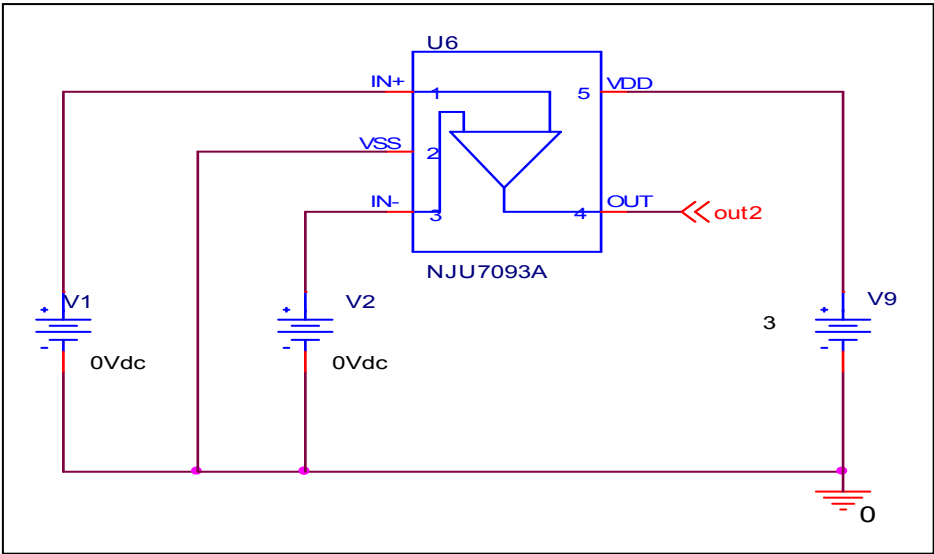 U6
IN+
1
5
VDD
VSS
2
IN-
3
4
OUT
out2
NJU7093A
V1
0Vdc
V2
0Vdc
3
V9
0